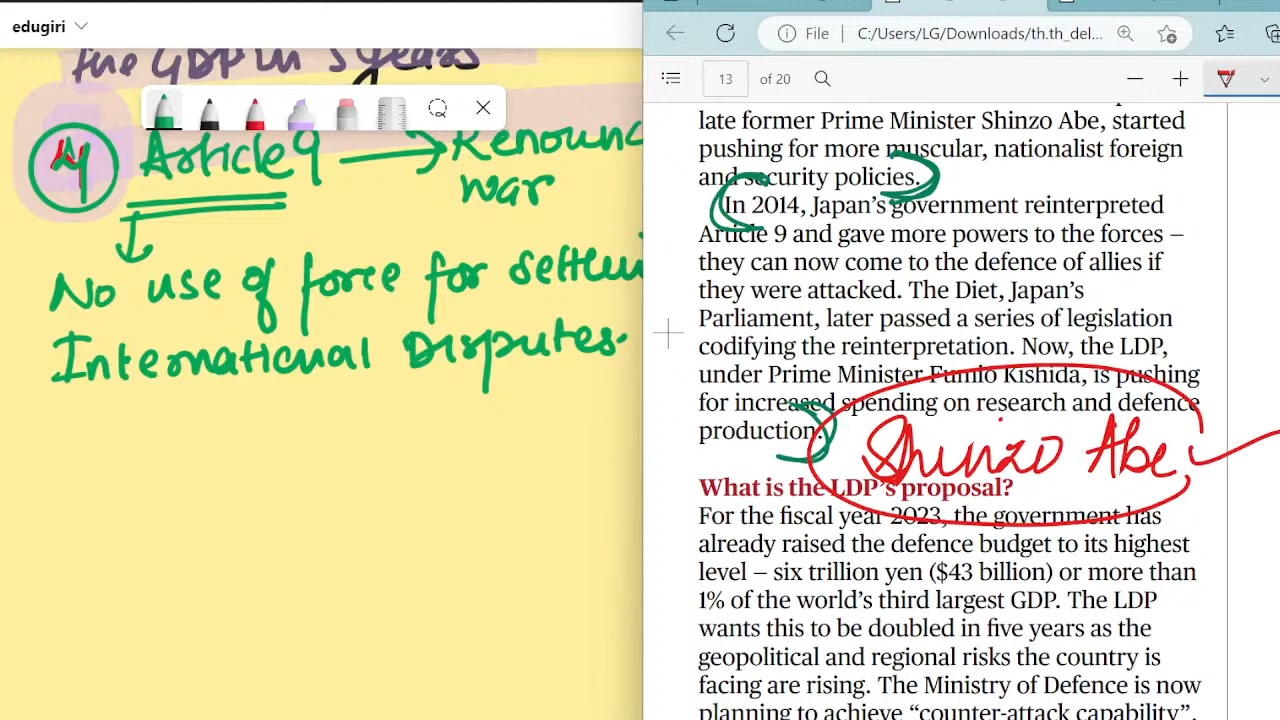 edugiri
the GDP in 5 years
4 Article 9 → Renounc
war
No use of force for settlin
International Disputes.
File C:/Users/LG/Downloads/th.th_del...
13 of 20
late former Prime Minister Shinzo Abe, started
pushing for more muscular, nationalist foreign
and security policies.
In 2014, Japan's government reinterpreted
Article 9 and gave more powers to the forces —
they can now come to the defence of allies if
they were attacked. The Diet, Japan's
Parliament, later passed a series of legislation
codifying the reinterpretation. Now, the LDP,
under Prime Minister Fumio Kishida, is pushing
for increased spending on research and defence
production.
Shinzo Abe
What is the LDP's proposal?
For the fiscal year 2023, the government has
already raised the defence budget to its highest
level — six trillion yen ($43 billion) or more than
1% of the world's third largest GDP. The LDP
wants this to be doubled in five years as the
geopolitical and regional risks the country is
facing are rising. The Ministry of Defence is now
planning to achieve "counter-attack capability",